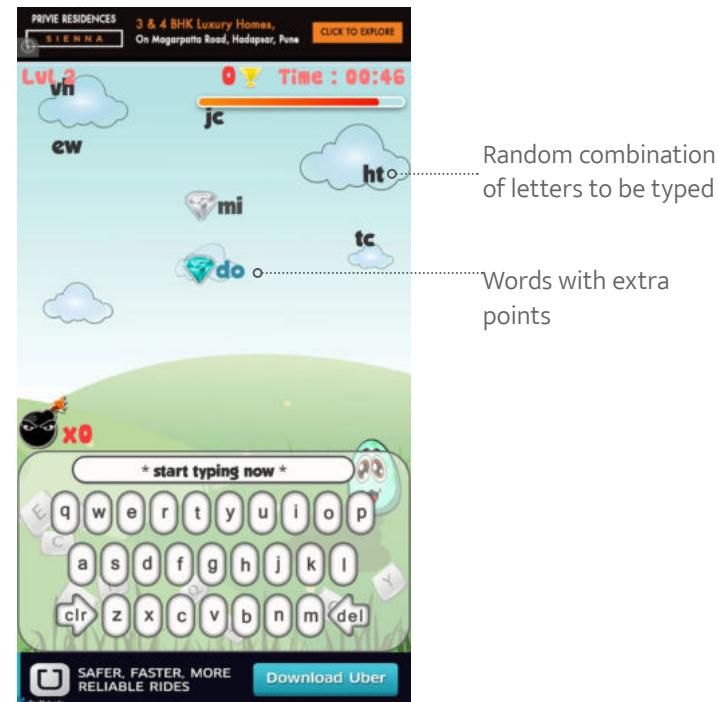 PRIVIE RESIDENCES
SIENNA
3 & 4 BHK Luxury Homes,
On Magarpatta Road, Hadapsar, Pune
CLICK TO EXPLORE
Lvl 2
0
Time : 00:46
vh
jc
ew
ht
Random combination
of letters to be typed
mi
tc
do
Words with extra
points
x0
* start typing now *
q w e r t y u i o p
a s d f g h j k l
clr z x c v b n m del
E
C
Y
SAFER, FASTER, MORE
RELIABLE RIDES
Download Uber